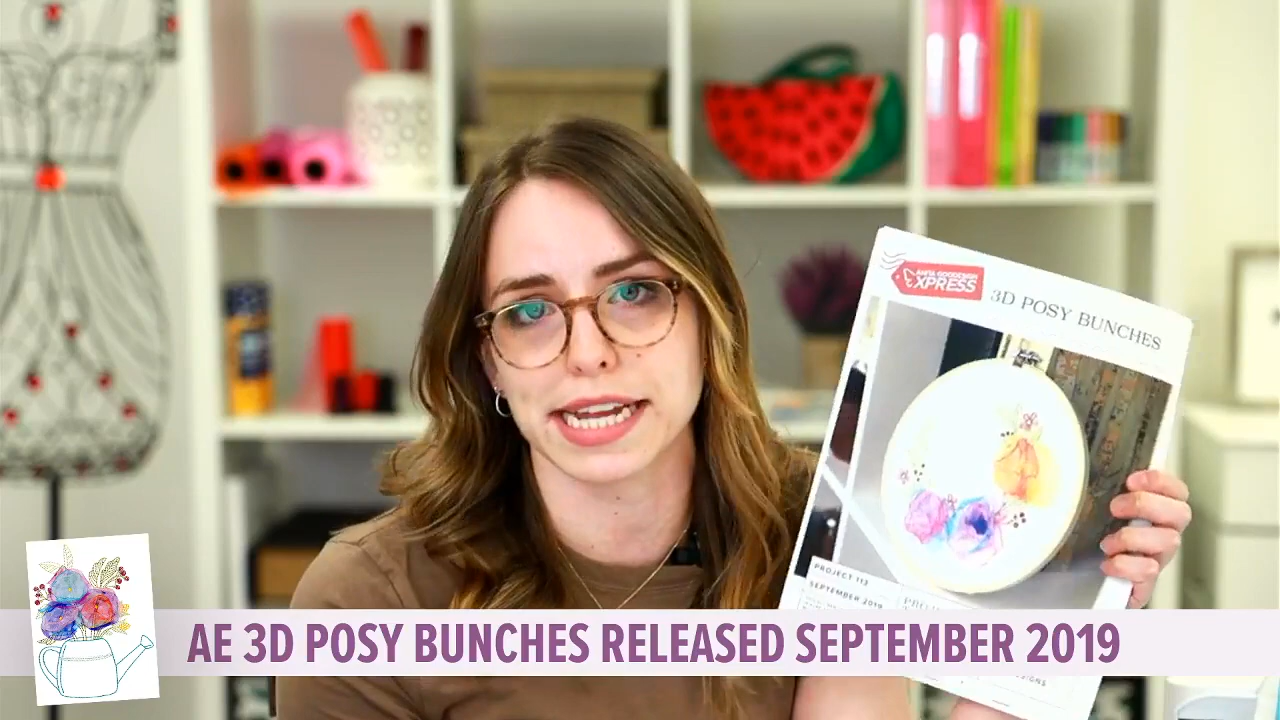 ANITA GOODESIGN
EXPRESS
3D POSY BUNCHES
PROJECT 113
SEPTEMBER 2019
AE 3D POSY BUNCHES RELEASED SEPTEMBER 2019